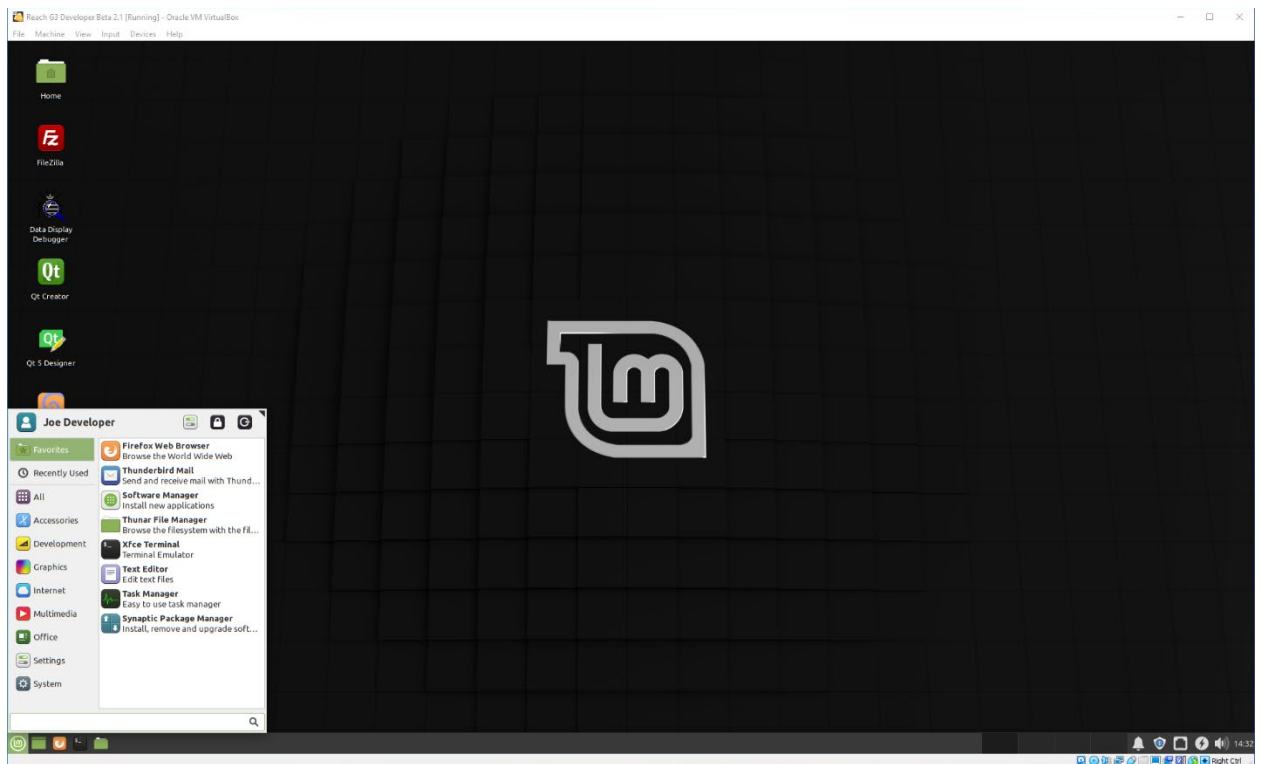 Reach G3 Developer Beta 2.1 [Running] - Oracle VM VirtualBox
File Machine View Input Devices Help
Home
Fz
FileZilla
Data Display
Debugger
Qt
Qt Creator
Qt
Qt 5 Designer
lm
Joe Developer
Favorites
Recently Used
All
Accessories
Development
Graphics
Internet
Multimedia
Office
Settings
System
Firefox Web Browser
Browse the World Wide Web
Thunderbird Mail
Send and receive mail with Thund...
Software Manager
Install new applications
Thunar File Manager
Browse the filesystem with the fil...
Xfce Terminal
Terminal Emulator
Text Editor
Edit text files
Task Manager
Easy to use task manager
Synaptic Package Manager
Install, remove and upgrade soft...
14:32
Right Ctrl